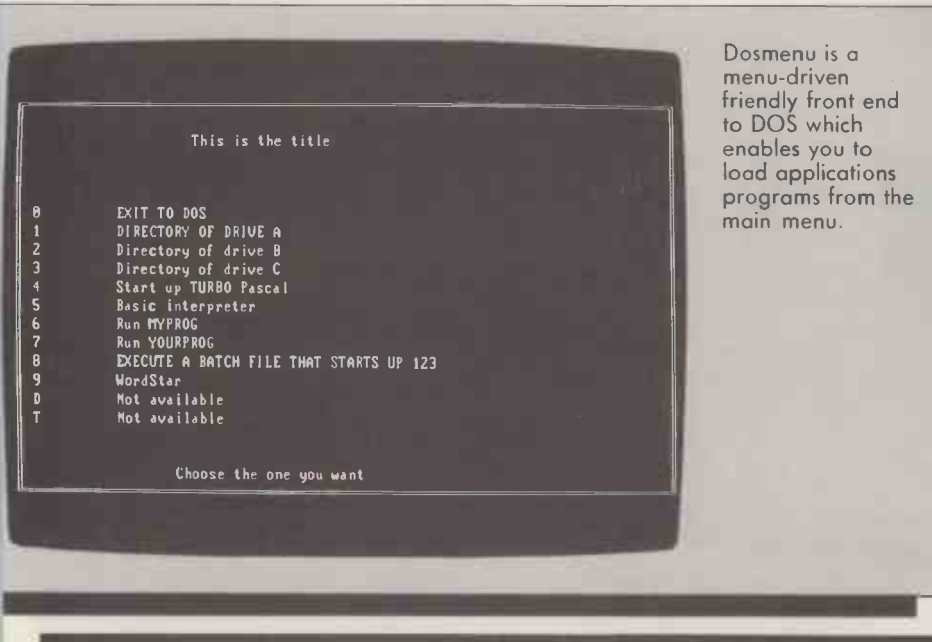 This is the title
0 EXIT TO DOS
1 DIRECTORY OF DRIVE A
2 Directory of drive B
3 Directory of drive C
4 Start up TURBO Pascal
5 Basic interpreter
6 Run MYPROG
7 Run YOURPROG
8 EXECUTE A BATCH FILE THAT STARTS UP 123
9 WordStar
D Not available
T Not available
Choose the one you want
Dosmenu is a
menu-driven
friendly front end
to DOS which
enables you to
load applications
programs from the
main menu.